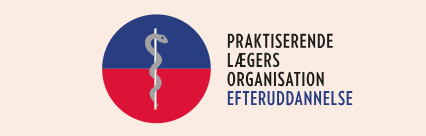 PRAKTISERENDE
LÆGERS
ORGANISATION
EFTERUDDANNELSE